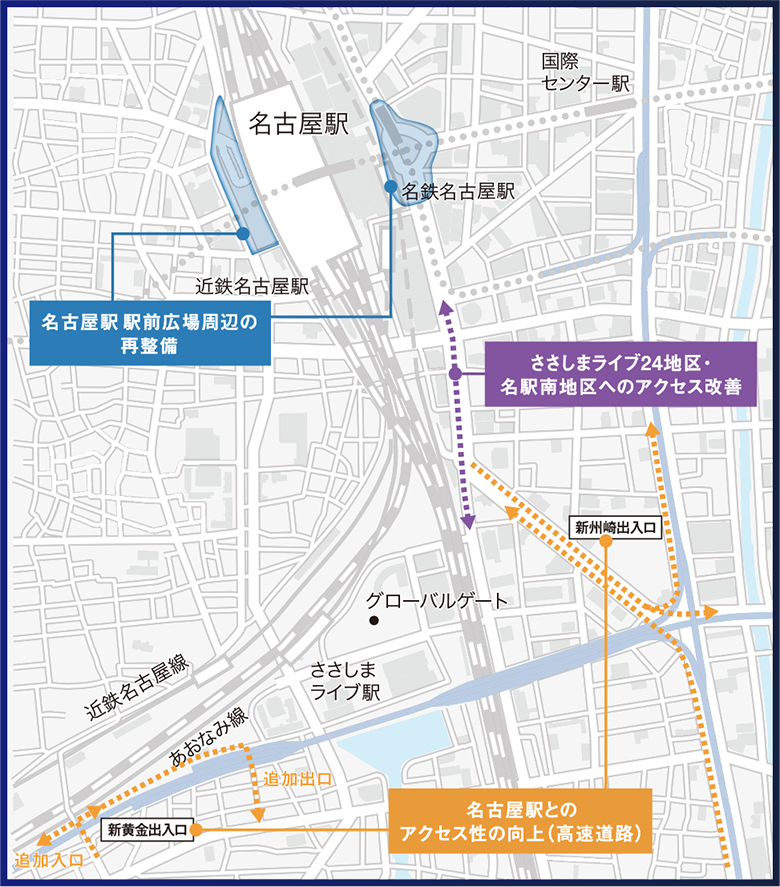 国際
センター駅
名古屋駅
名鉄名古屋駅
近鉄名古屋駅
名古屋駅 駅前広場周辺の
再整備
ささしまライブ24地区・
名駅南地区へのアクセス改善
新州崎出入口
グローバルゲート
ささしま
ライブ駅
近鉄名古屋線
あおなみ線
追加出口
名古屋駅との
アクセス性の向上（高速道路）
新黄金出入口
追加入口